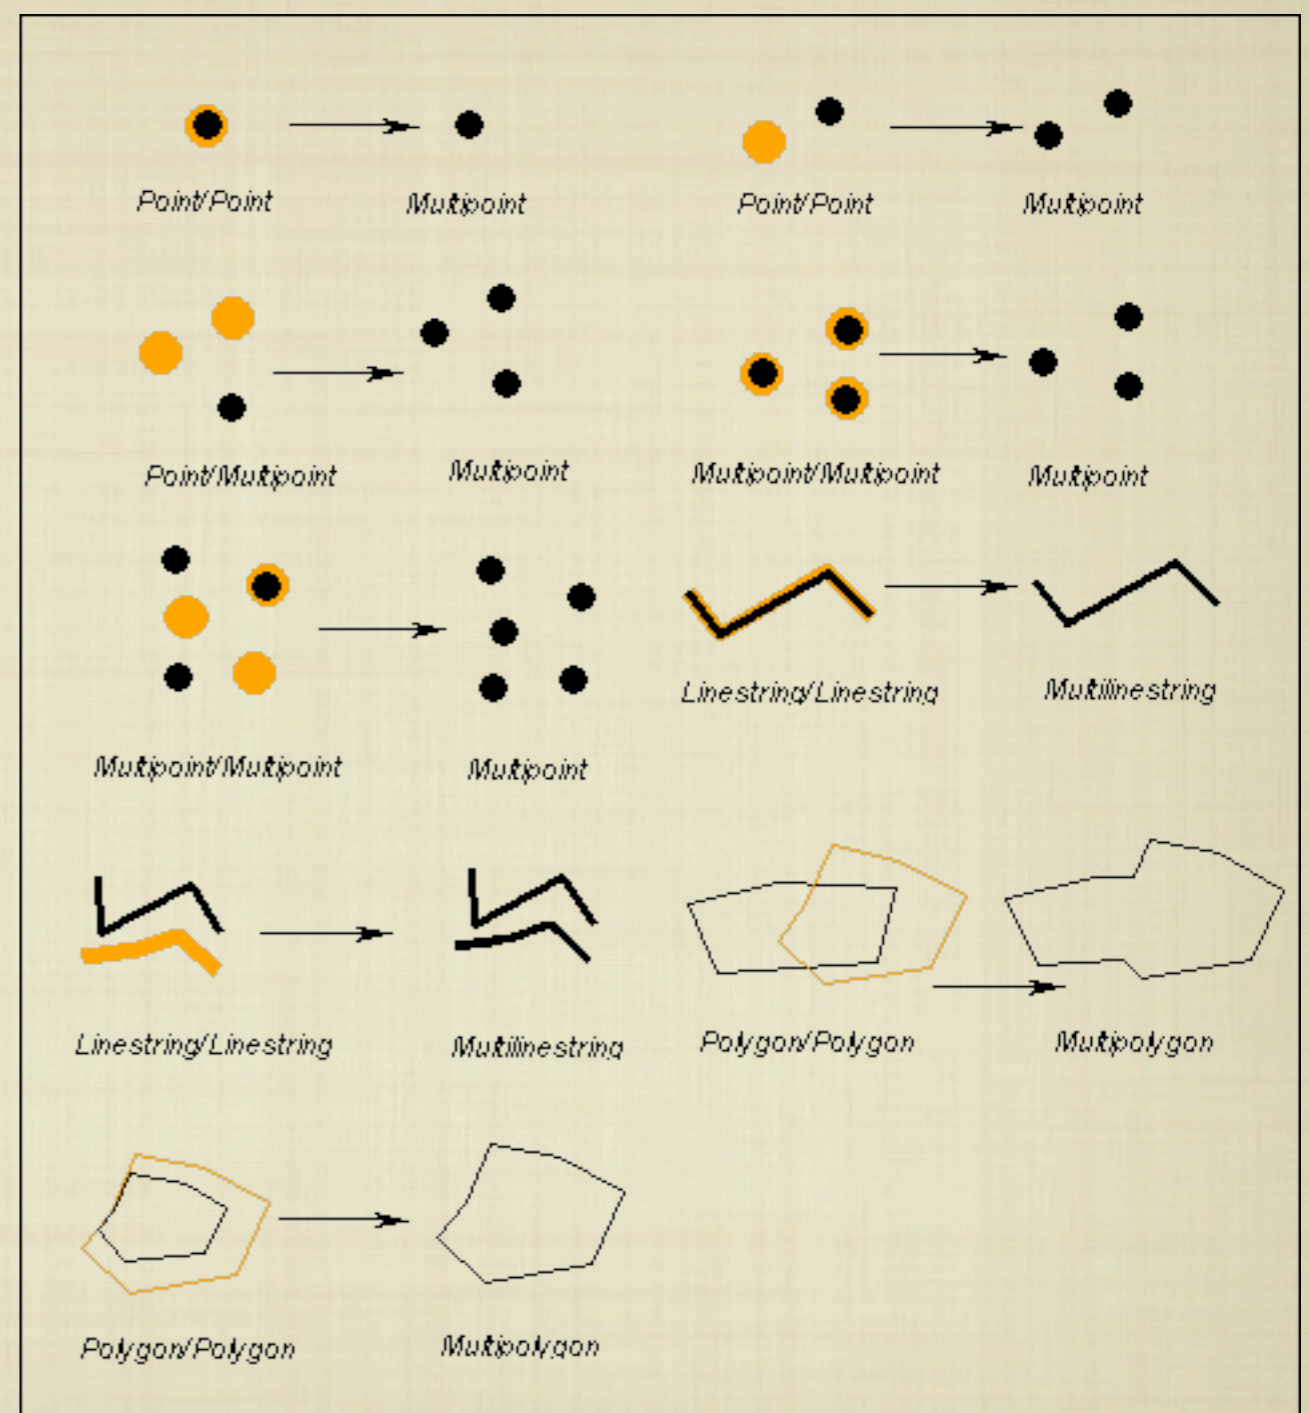 Point/Point
Multipoint
Point/Point
Multipoint
Point/Multipoint
Multipoint
Multipoint/Multipoint
Multipoint
Multipoint/Multipoint
Multipoint
Linestring/Linestring
Multilinestring
Linestring/Linestring
Multilinestring
Polygon/Polygon
Multipolygon
Polygon/Polygon
Multipolygon